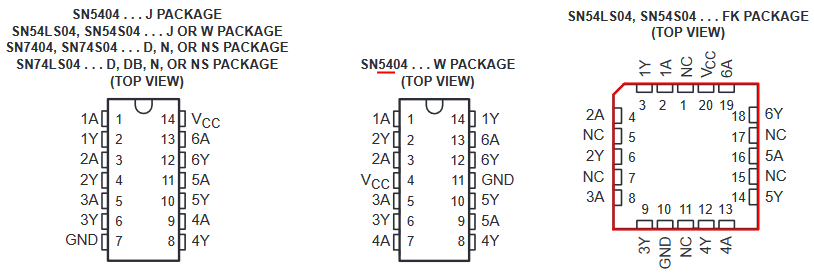 SN5404 . . . J PACKAGE
SN54LS04, SN54S04 . . . J OR W PACKAGE
SN7404, SN74S04 . . . D, N, OR NS PACKAGE
SN74LS04 . . . D, DB, N, OR NS PACKAGE
(TOP VIEW)
1A 1 14 VCC
1Y 2 13 6A
2A 3 12 6Y
2Y 4 11 5A
3A 5 10 5Y
3Y 6 9 4A
GND 7 8 4Y
SN5404 . . . W PACKAGE
(TOP VIEW)
1A 1 14 1Y
2Y 2 13 6A
2A 3 12 6Y
VCC 4 11 GND
3A 5 10 5Y
3Y 6 9 5A
4A 7 8 4Y
SN54LS04, SN54S04 . . . FK PACKAGE
(TOP VIEW)
1Y 1A NC VCC 6A
3 2 1 20 19
2A 4 18 6Y
NC 5 17 NC
2Y 6 16 5A
NC 7 15 NC
3A 8 14 5Y
9 10 11 12 13
3Y GND NC 4Y 4A